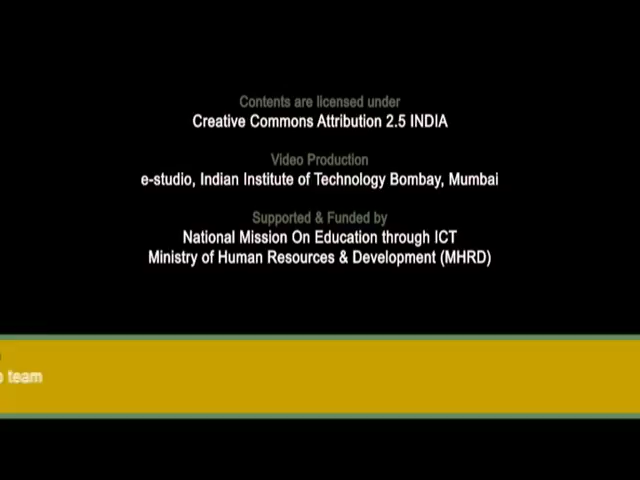 Contents are licensed under
Creative Commons Attribution 2.5 INDIA
Video Production
e-studio, Indian Institute of Technology Bombay, Mumbai
Supported & Funded by
National Mission On Education through ICT
Ministry of Human Resources & Development (MHRD)
team